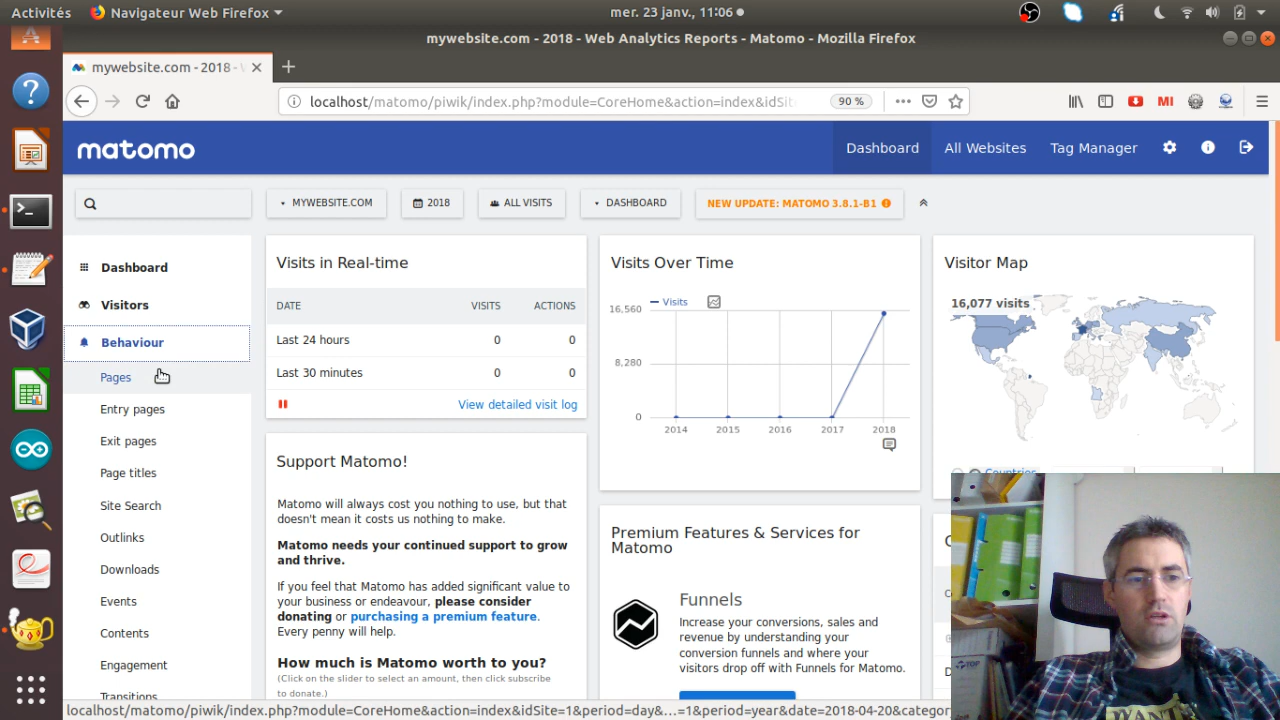 Activités
Navigateur Web Firefox
mer. 23 janv., 11:06
mywebsite.com - 2018 - Web Analytics Reports - Matomo - Mozilla Firefox
mywebsite.com - 2018 -
localhost/matomo/piwik/index.php?module=CoreHome&action=index&idSit
90 %
MI
matomo
Dashboard
All Websites
Tag Manager
MYWEBSITE.COM
2018
ALL VISITS
DASHBOARD
NEW UPDATE: MATOMO 3.8.1-B1
Dashboard
Visitors
Behaviour
Pages
Entry pages
Exit pages
Page titles
Site Search
Outlinks
Downloads
Events
Contents
Engagement
Transitions
Visits in Real-time
DATE VISITS ACTIONS
Last 24 hours 0 0
Last 30 minutes 0 0
View detailed visit log
Support Matomo!
Matomo will always cost you nothing to use, but that
doesn't mean it costs us nothing to make.
Matomo needs your continued support to grow
and thrive.
If you feel that Matomo has added significant value to
your business or endeavour, please consider
donating or purchasing a premium feature.
Every penny will help.
How much is Matomo worth to you?
(Click on the slider to select an amount, then click subscribe
to donate.)
Visits Over Time
Visits
16,560
8,280
0
2014 2015 2016 2017 2018
Premium Features & Services for
Matomo
Funnels
Increase your conversions, sales and
revenue by understanding your
conversion funnels and where your
visitors drop off with Funnels for Matomo.
Visitor Map
16,077 visits
Countries
localhost/matomo/piwik/index.php?module=CoreHome&action=index&idSite=1&period=day&...=1&period=year&date=2018-04-20&categor